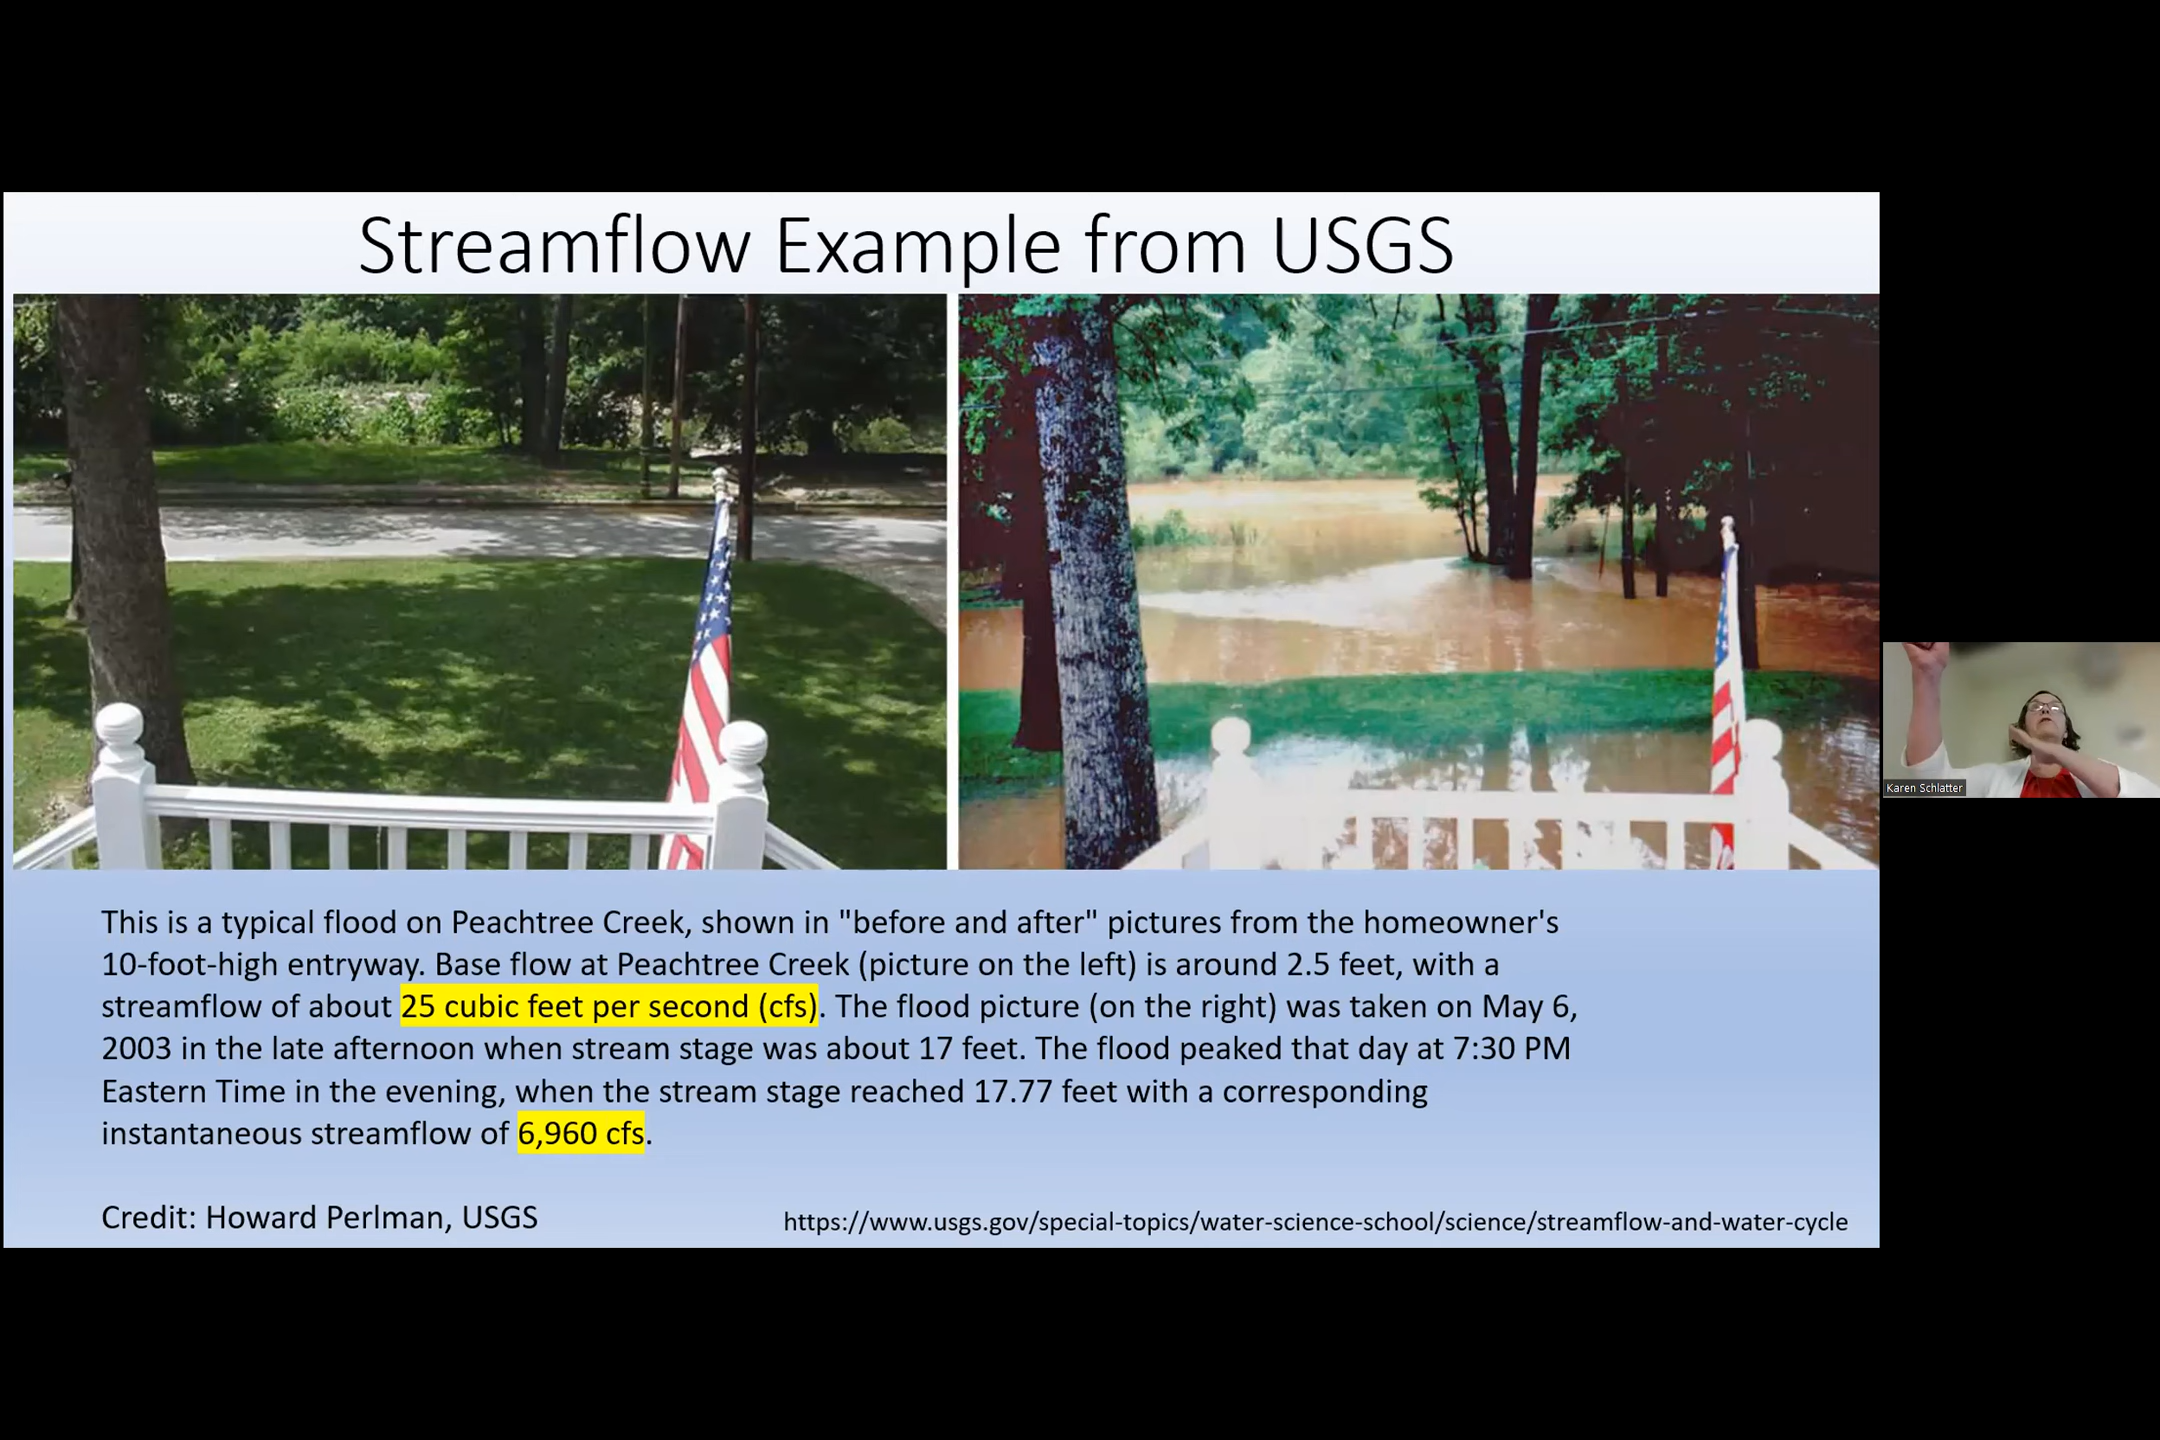 Streamflow Example from USGS
This is a typical flood on Peachtree Creek, shown in "before and after" pictures from the homeowner's
10-foot-high entryway. Base flow at Peachtree Creek (picture on the left) is around 2.5 feet, with a
streamflow of about 25 cubic feet per second (cfs). The flood picture (on the right) was taken on May 6,
2003 in the late afternoon when stream stage was about 17 feet. The flood peaked that day at 7:30 PM
Eastern Time in the evening, when the stream stage reached 17.77 feet with a corresponding
instantaneous streamflow of 6,960 cfs.
Credit: Howard Perlman, USGS
https://www.usgs.gov/special-topics/water-science-school/science/streamflow-and-water-cycle
Karen Schlatter